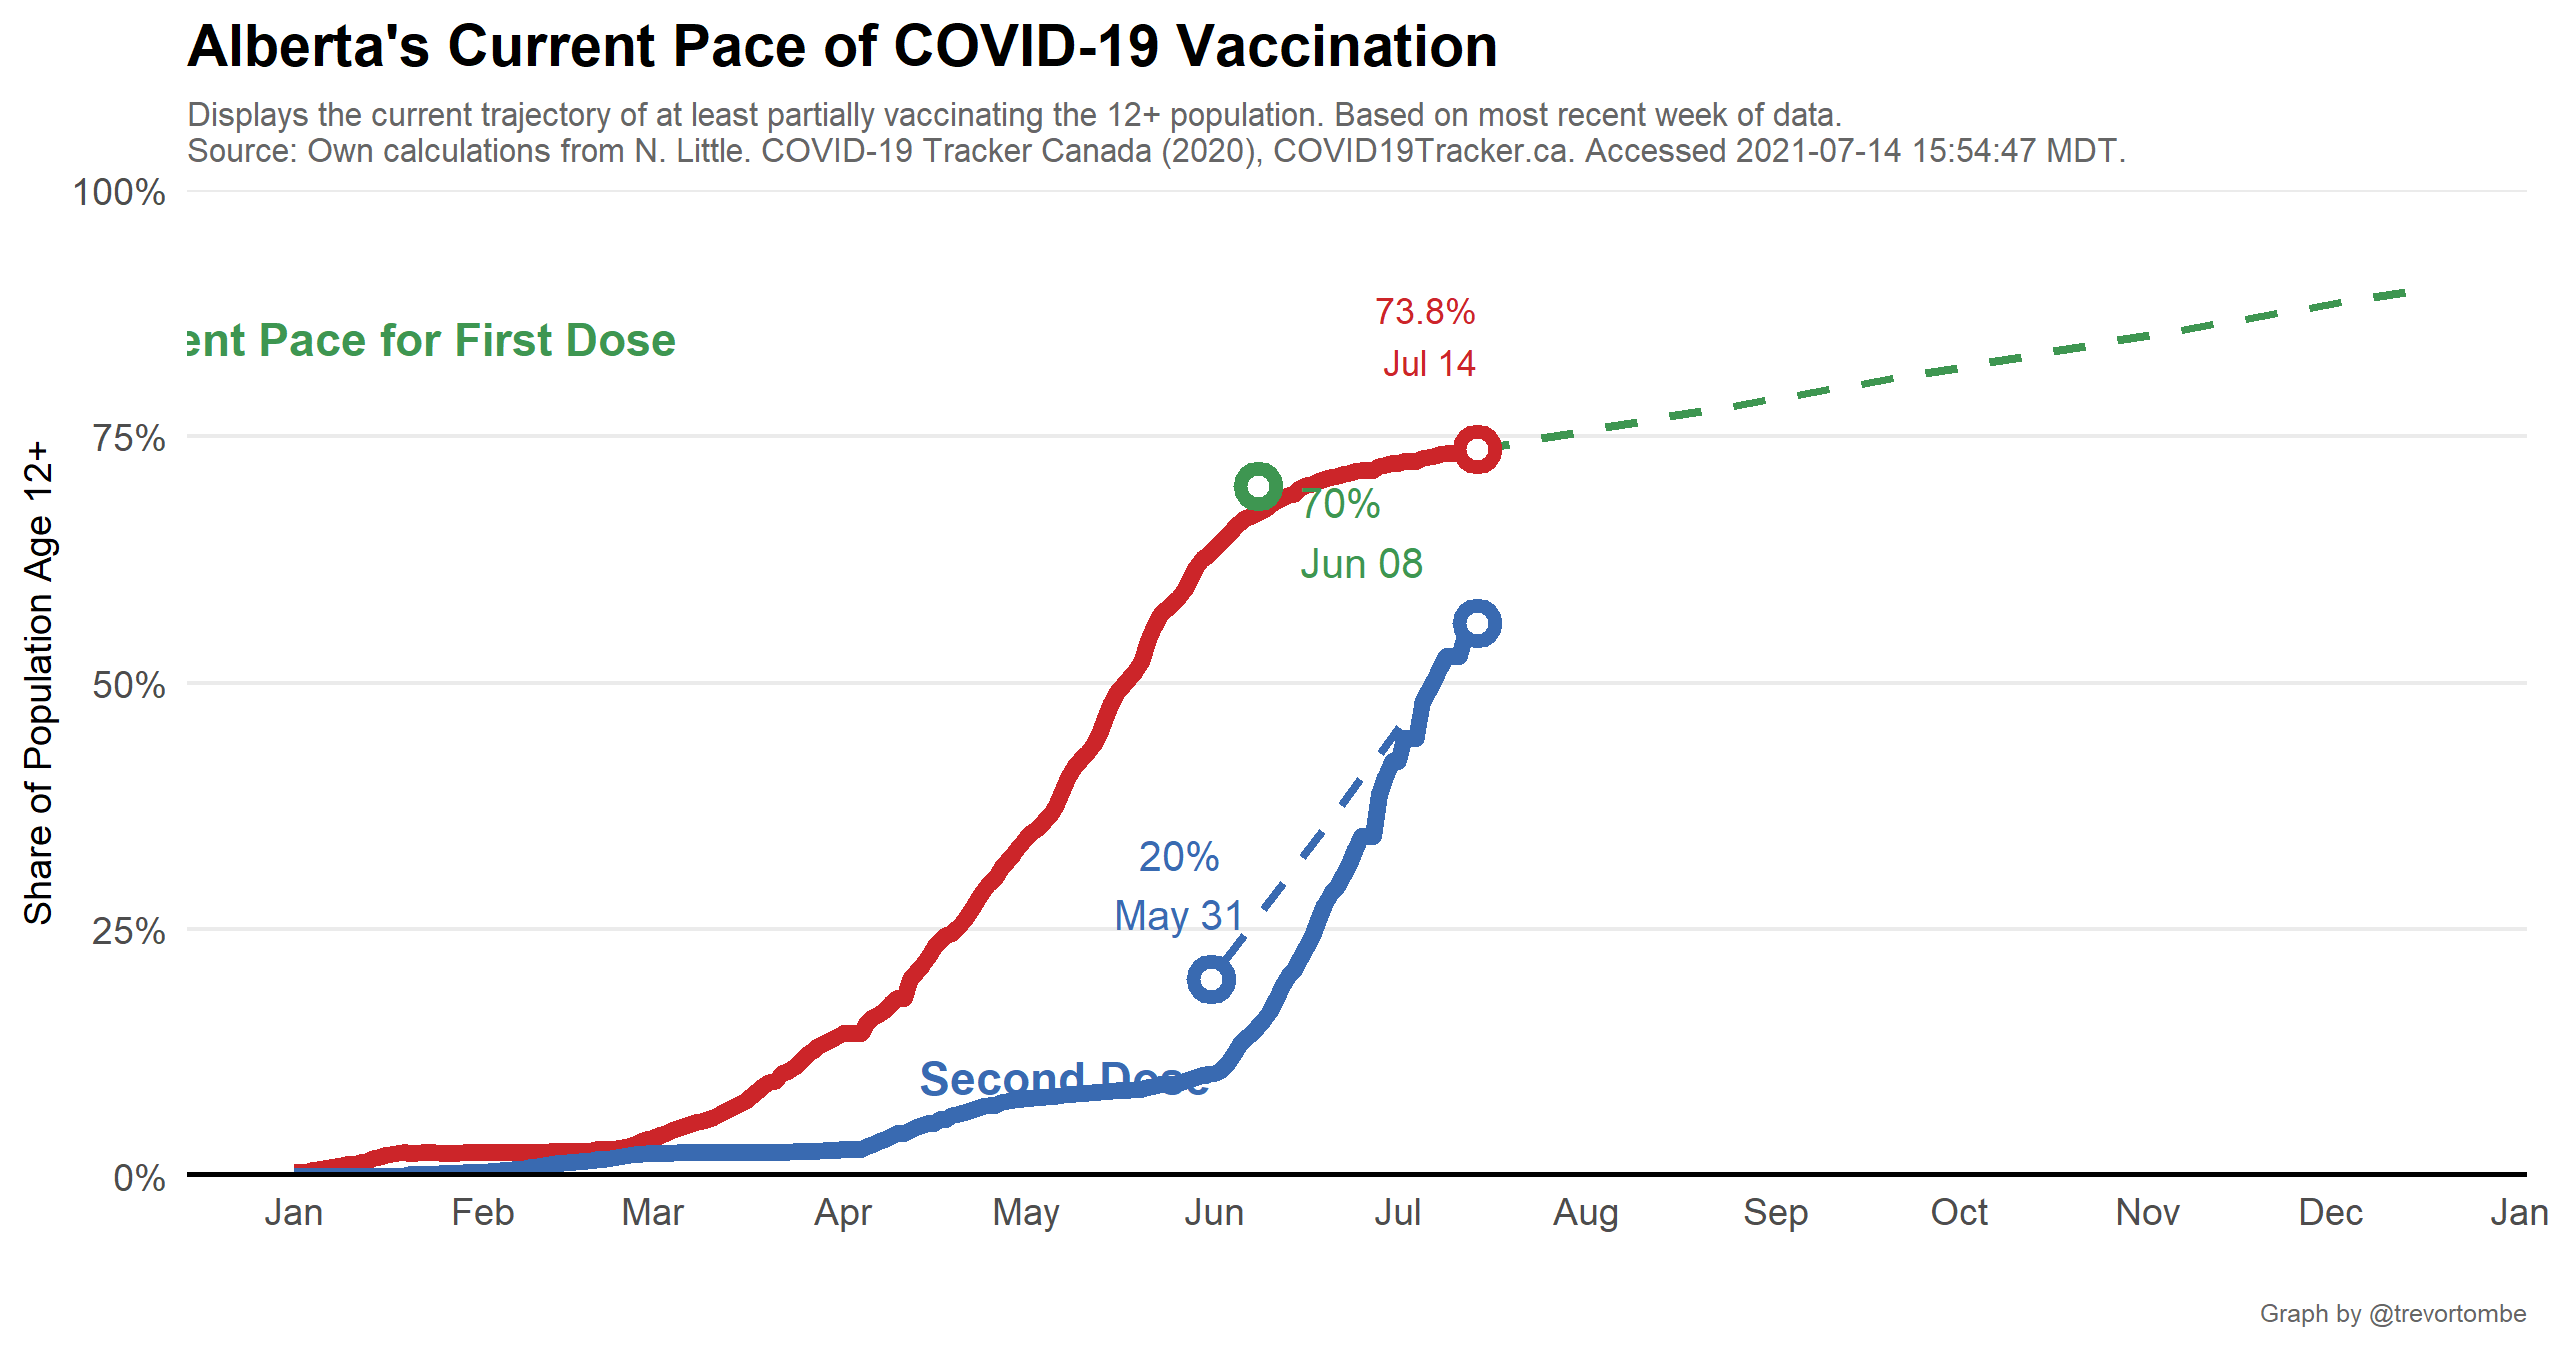 Alberta's Current Pace of COVID-19 Vaccination
Displays the current trajectory of at least partially vaccinating the 12+ population. Based on most recent week of data.
Source: Own calculations from N. Little. COVID-19 Tracker Canada (2020), COVID19Tracker.ca. Accessed 2021-07-14 15:54:47 MDT.
100%
75%
50%
25%
0%
Share of Population Age 12+
ent Pace for First Dose
73.8%
Jul 14
70%
Jun 08
20%
May 31
Second Dose
Jan Feb Mar Apr May Jun Jul Aug Sep Oct Nov Dec Jan
Graph by @trevortombe